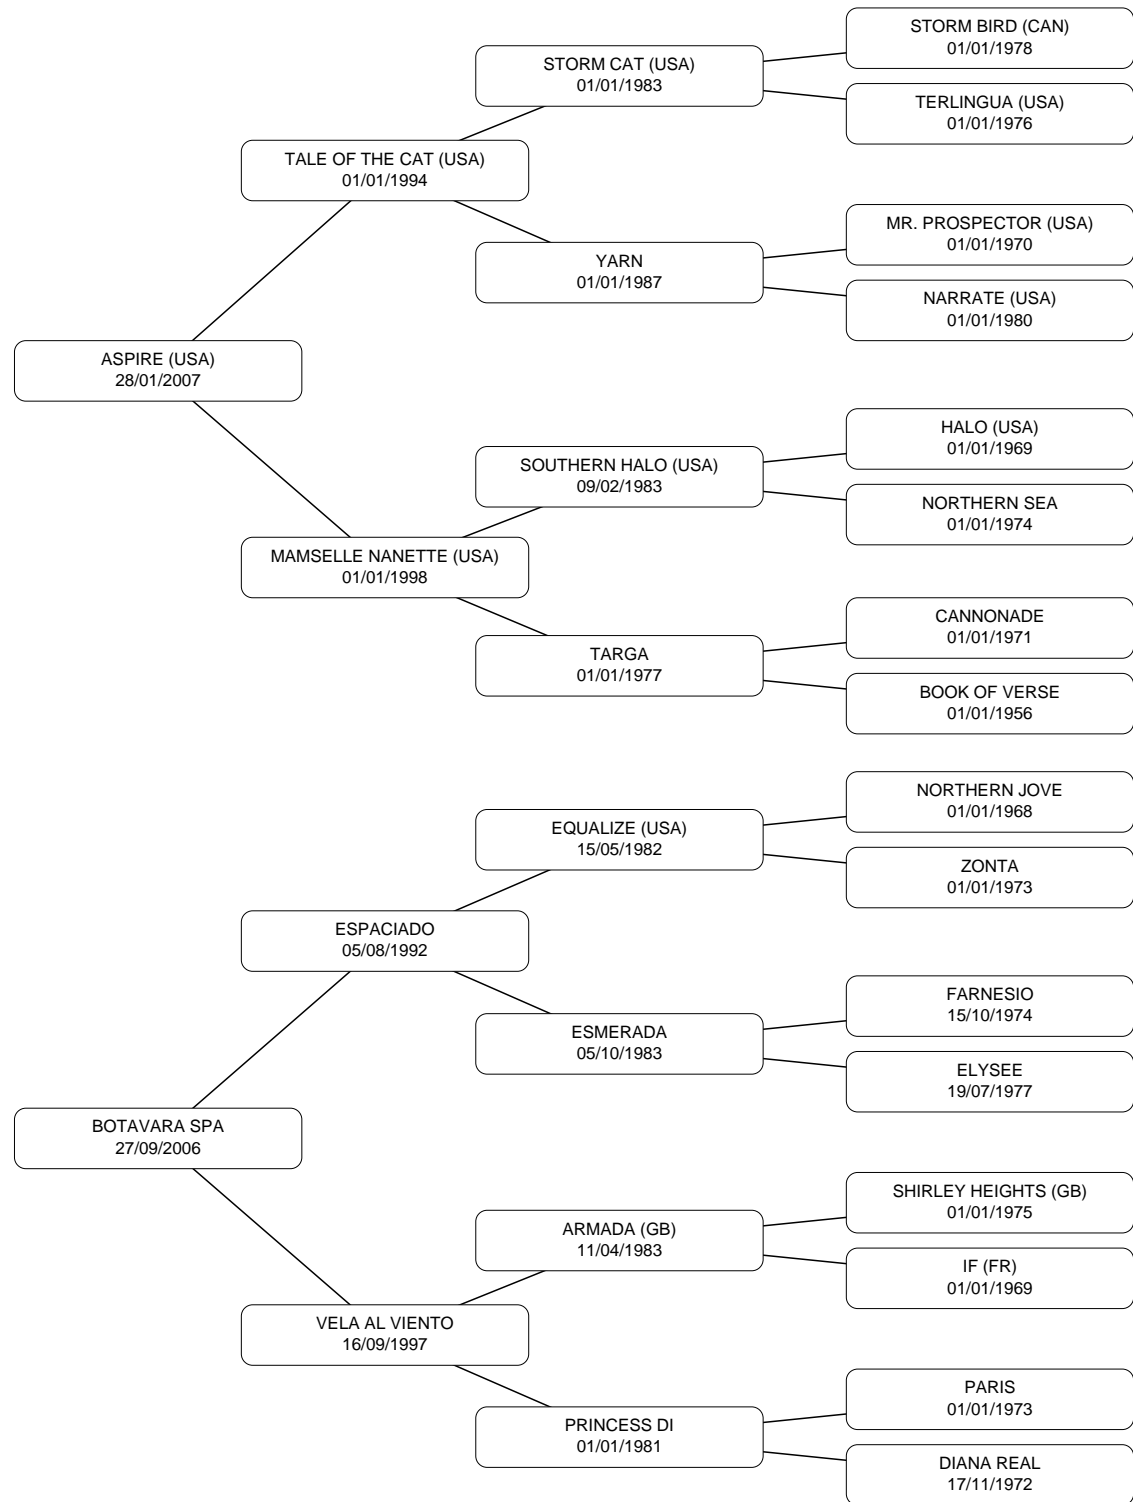 STORM BIRD (CAN)
01/01/1978
STORM CAT (USA)
01/01/1983
TERLINGUA (USA)
01/01/1976
TALE OF THE CAT (USA)
01/01/1994
MR. PROSPECTOR (USA)
01/01/1970
YARN
01/01/1987
NARRATE (USA)
01/01/1980
ASPIRE (USA)
28/01/2007
HALO (USA)
01/01/1969
SOUTHERN HALO (USA)
09/02/1983
NORTHERN SEA
01/01/1974
MAMSELLE NANETTE (USA)
01/01/1998
CANNONADE
01/01/1971
TARGA
01/01/1977
BOOK OF VERSE
01/01/1956
NORTHERN JOVE
01/01/1968
EQUALIZE (USA)
15/05/1982
ZONTA
01/01/1973
ESPACIADO
05/08/1992
FARNESIO
15/10/1974
ESMERADA
05/10/1983
ELYSEE
19/07/1977
BOTAVARA SPA
27/09/2006
SHIRLEY HEIGHTS (GB)
01/01/1975
ARMADA (GB)
11/04/1983
IF (FR)
01/01/1969
VELA AL VIENTO
16/09/1997
PARIS
01/01/1973
PRINCESS DI
01/01/1981
DIANA REAL
17/11/1972